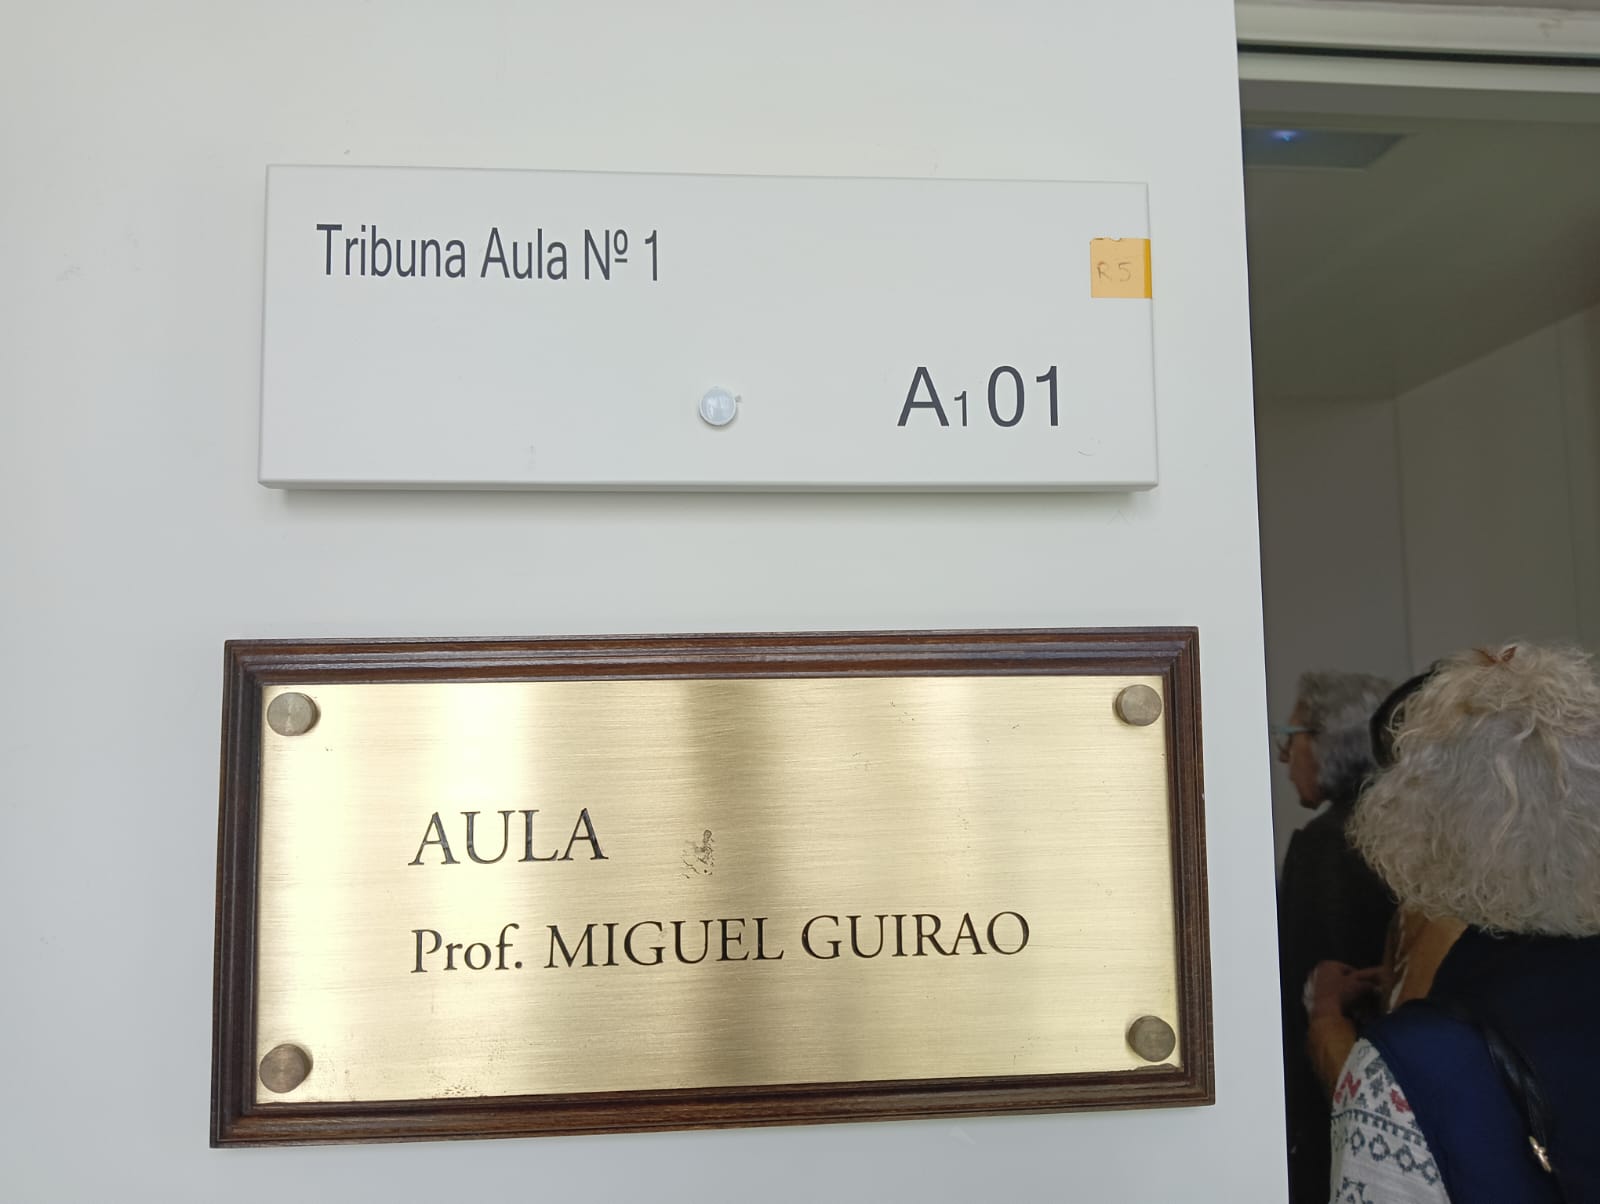 Tribuna Aula Nº 1
R5
A1 01
AULA
Prof. MIGUEL GUIRAO